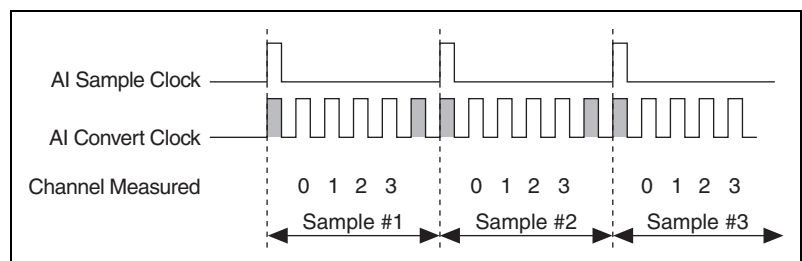 AI Sample Clock
AI Convert Clock
Channel Measured 0 1 2 3 0 1 2 3 0 1 2 3
Sample #1 Sample #2 Sample #3